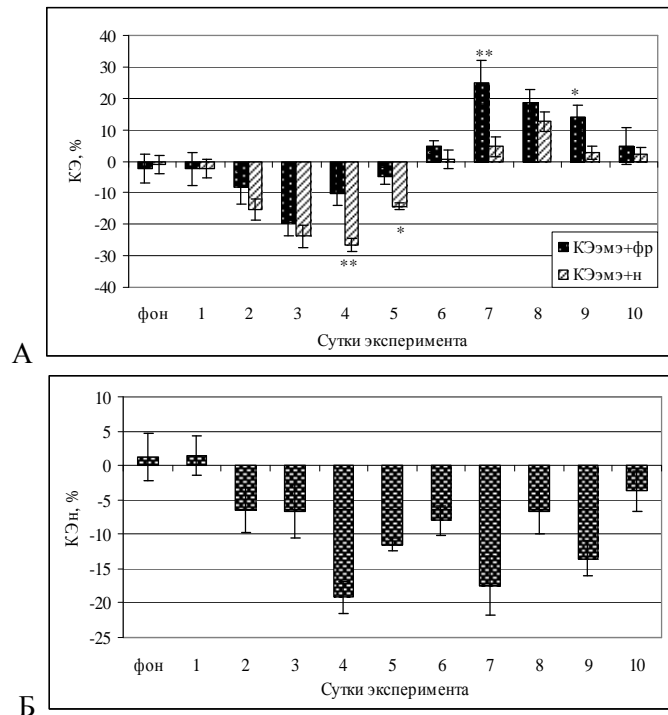 40
**
30
*
20
10
КЭ, %
0
-10
-20
*
КЭэмэ+фр
-30
**
КЭэмэ+н
-40
фон 1 2 3 4 5 6 7 8 9 10
Сутки эксперимента
А
10
5
0
-5
КЭн, %
-10
-15
-20
-25
фон 1 2 3 4 5 6 7 8 9 10
Сутки эксперимента
Б